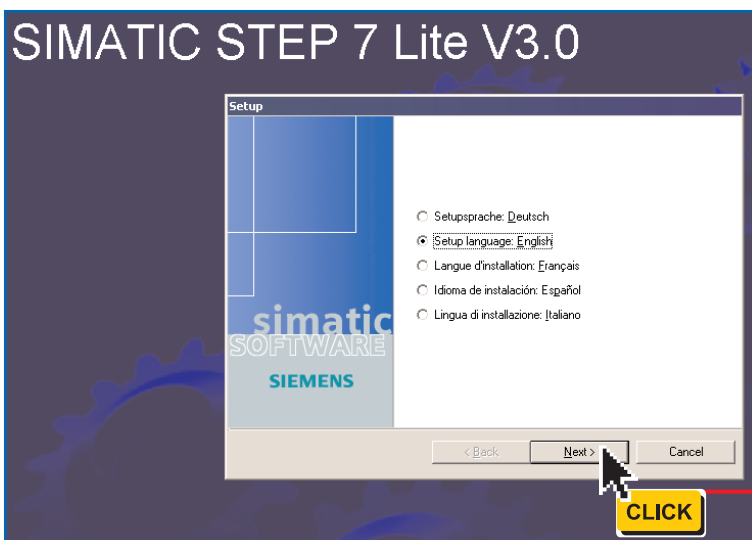 SIMATIC STEP 7 Lite V3.0
Setup
Setupsprache: Deutsch
Setup language: English
Langue d'installation: Français
Idioma de instalación: Español
Lingua di installazione: Italiano
simatic
SOFTWARE
SIEMENS
< Back
Next >
Cancel
CLICK